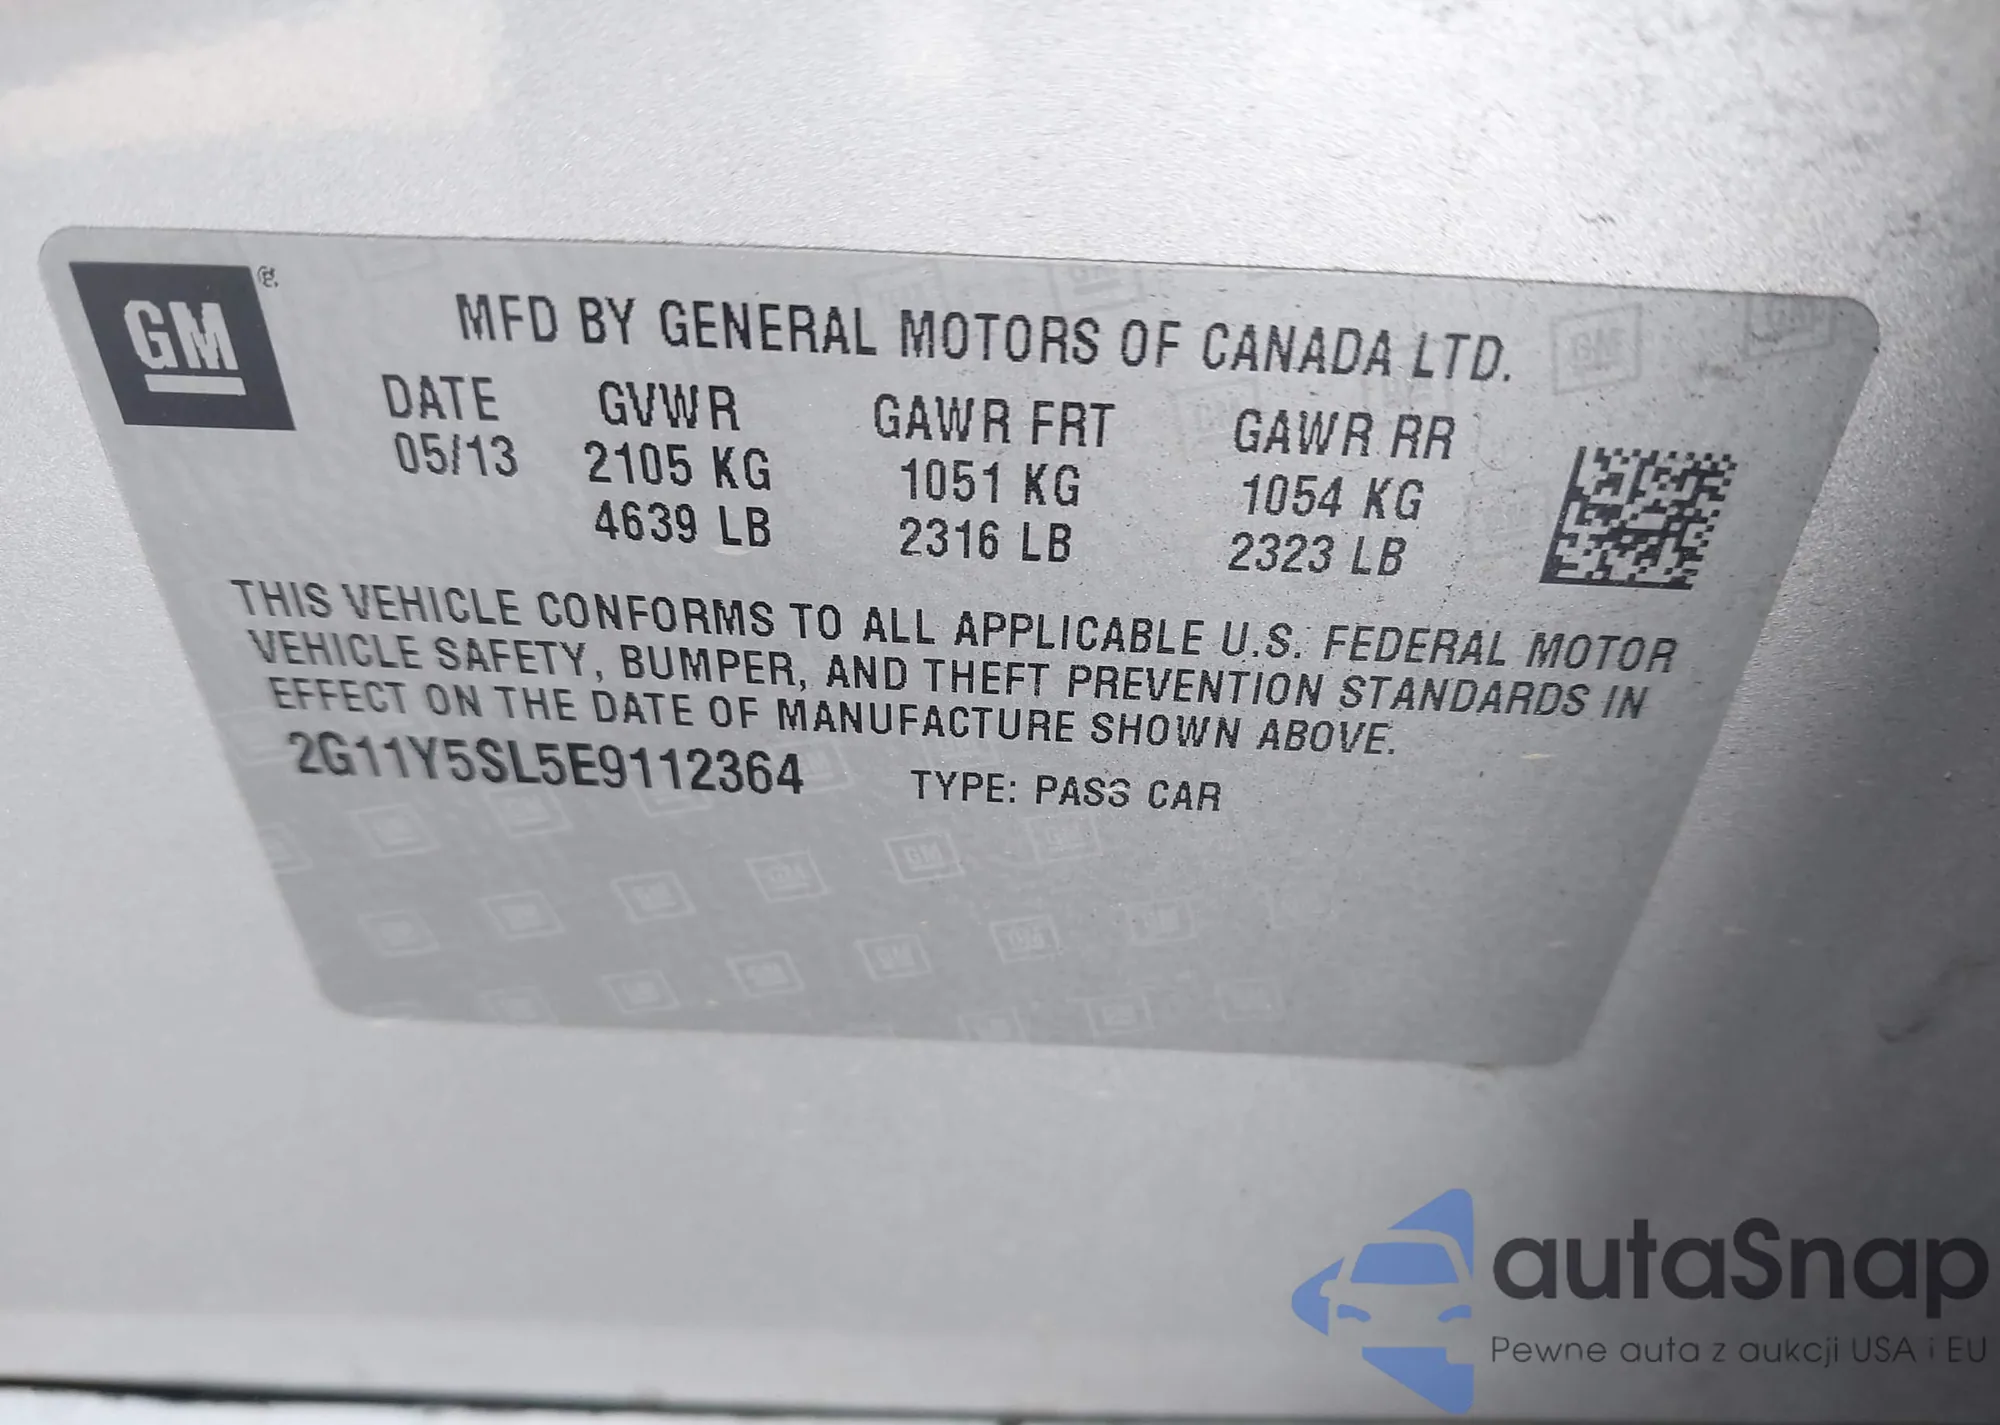 GM
MFD BY GENERAL MOTORS OF CANADA LTD.
DATE GVWR GAWR FRT GAWR RR
05/13 2105 KG 1051 KG 1054 KG
4639 LB 2316 LB 2323 LB
THIS VEHICLE CONFORMS TO ALL APPLICABLE U.S. FEDERAL MOTOR
VEHICLE SAFETY, BUMPER, AND THEFT PREVENTION STANDARDS IN
EFFECT ON THE DATE OF MANUFACTURE SHOWN ABOVE.
2G11Y5SL5E9112364 TYPE: PASS CAR
autaSnap
Pewne auta z aukcji USA i EU